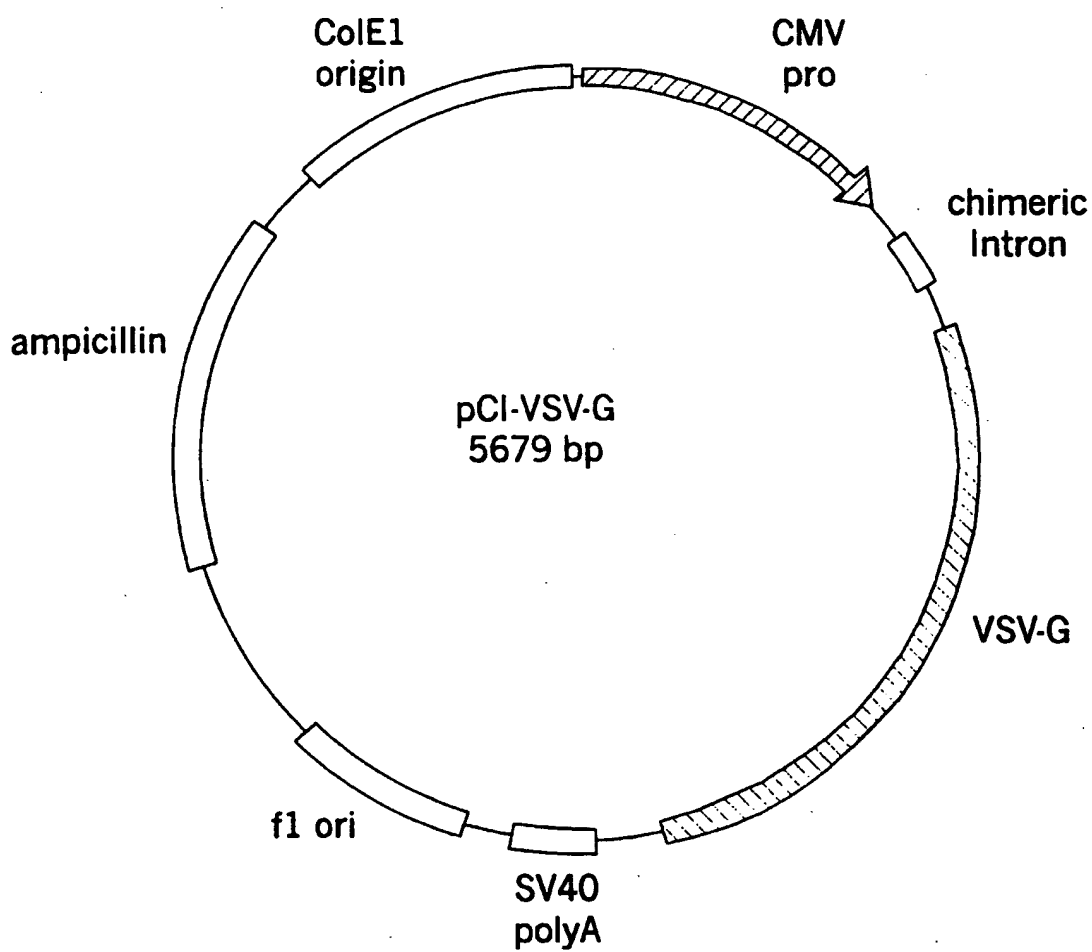 ColE1
origin
CMV
pro
chimeric
Intron
ampicillin
pCI-VSV-G
5679 bp
VSV-G
f1 ori
SV40
polyA